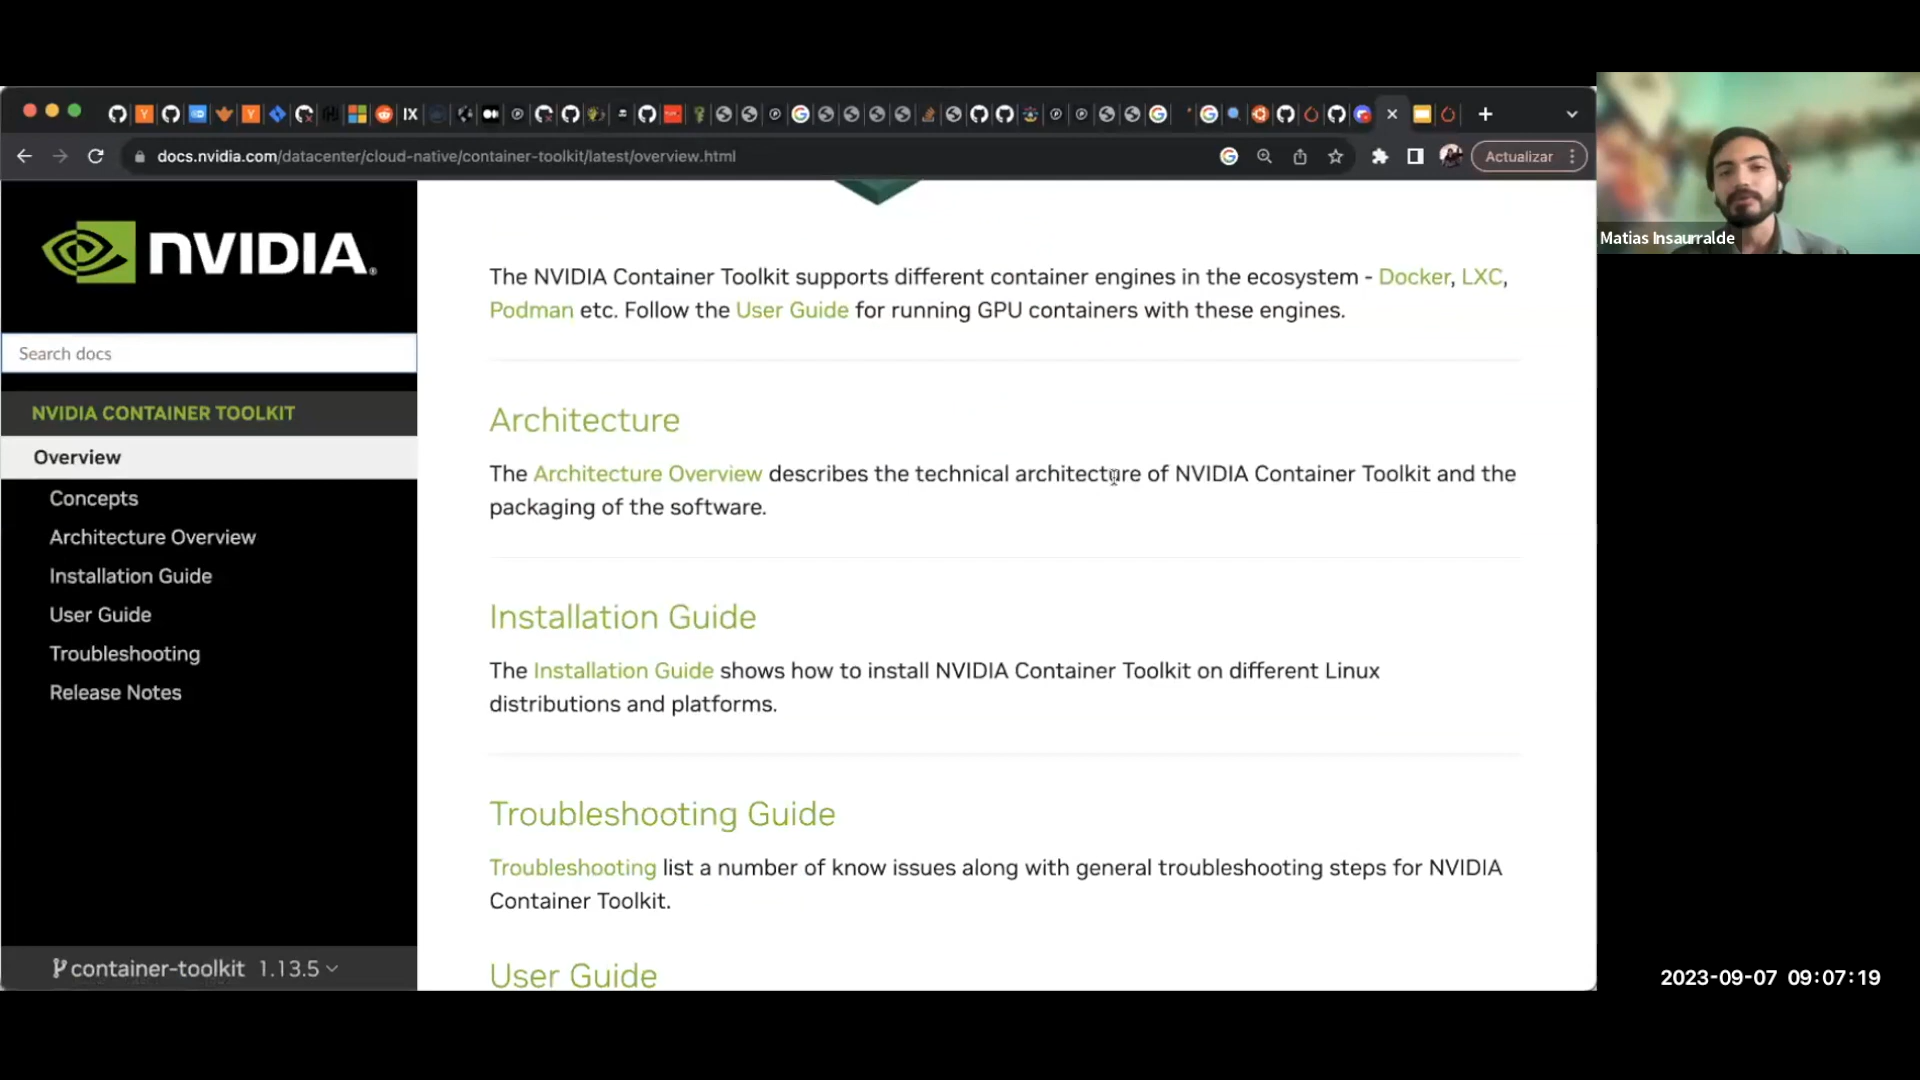 IX
docs.nvidia.com/datacenter/cloud-native/container-toolkit/latest/overview.html
Actualizar
Matias Insaurralde
NVIDIA.
Search docs
NVIDIA CONTAINER TOOLKIT
Overview
Concepts
Architecture Overview
Installation Guide
User Guide
Troubleshooting
Release Notes
container-toolkit 1.13.5
The NVIDIA Container Toolkit supports different container engines in the ecosystem - Docker, LXC,
Podman etc. Follow the User Guide for running GPU containers with these engines.
Architecture
The Architecture Overview describes the technical architecture of NVIDIA Container Toolkit and the
packaging of the software.
Installation Guide
The Installation Guide shows how to install NVIDIA Container Toolkit on different Linux
distributions and platforms.
Troubleshooting Guide
Troubleshooting list a number of know issues along with general troubleshooting steps for NVIDIA
Container Toolkit.
User Guide
2023-09-07 09:07:19